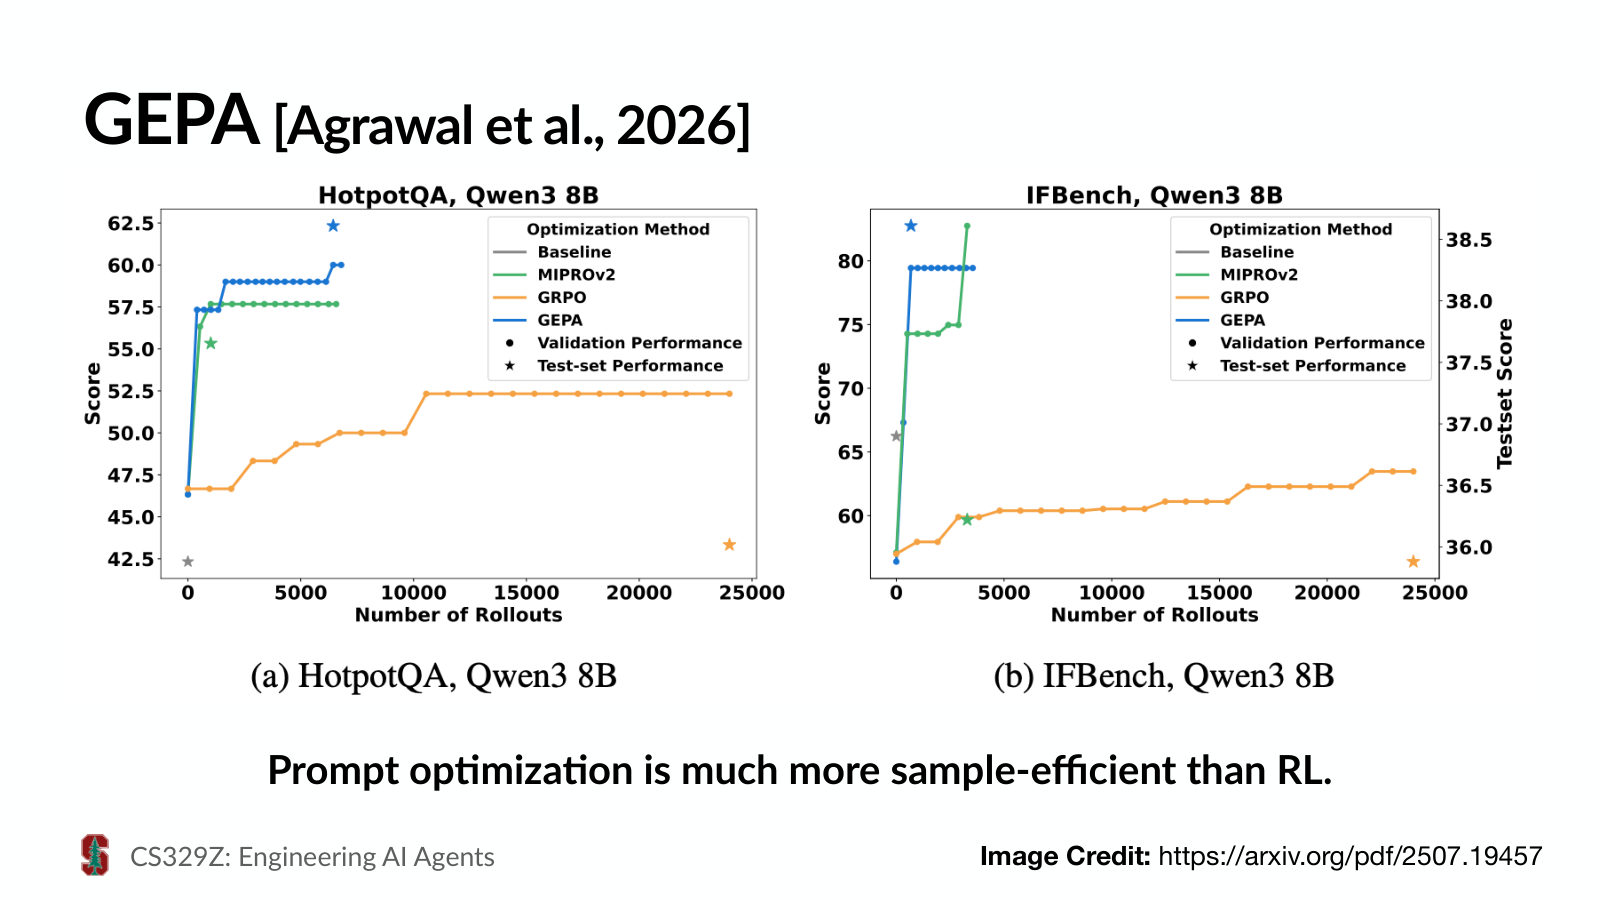 GEPA [Agrawal et al., 2026]
HotpotQA, Qwen3 8B
62.5
60.0
57.5
55.0
52.5
50.0
47.5
45.0
42.5
Score
Optimization Method
Baseline
MIPROv2
GRPO
GEPA
Validation Performance
Test-set Performance
0 5000 10000 15000 20000 25000
Number of Rollouts
(a) HotpotQA, Qwen3 8B
IFBench, Qwen3 8B
80
75
70
65
60
Score
Optimization Method
Baseline
MIPROv2
GRPO
GEPA
Validation Performance
Test-set Performance
38.5
38.0
37.5
37.0
36.5
36.0
Testset Score
0 5000 10000 15000 20000 25000
Number of Rollouts
(b) IFBench, Qwen3 8B
Prompt optimization is much more sample-efficient than RL.
CS329Z: Engineering AI Agents
Image Credit: https://arxiv.org/pdf/2507.19457